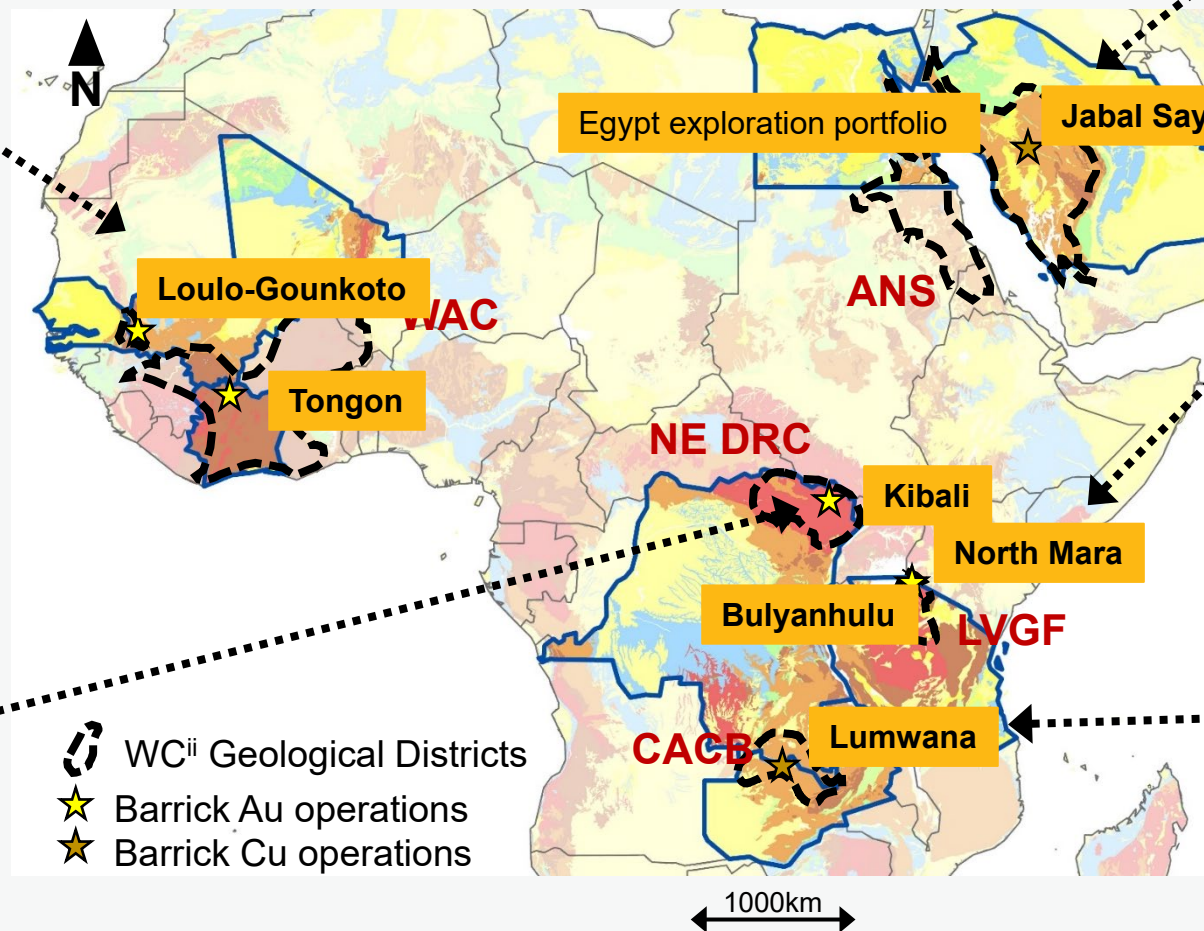 N
Egypt exploration portfolio
Jabal Say
Loulo-Gounkoto
WAC
ANS
Tongon
NE DRC
Kibali
North Mara
Bulyanhulu
LVGF
CACB
Lumwana
WCⁱⁱ Geological Districts
Barrick Au operations
Barrick Cu operations
1000km